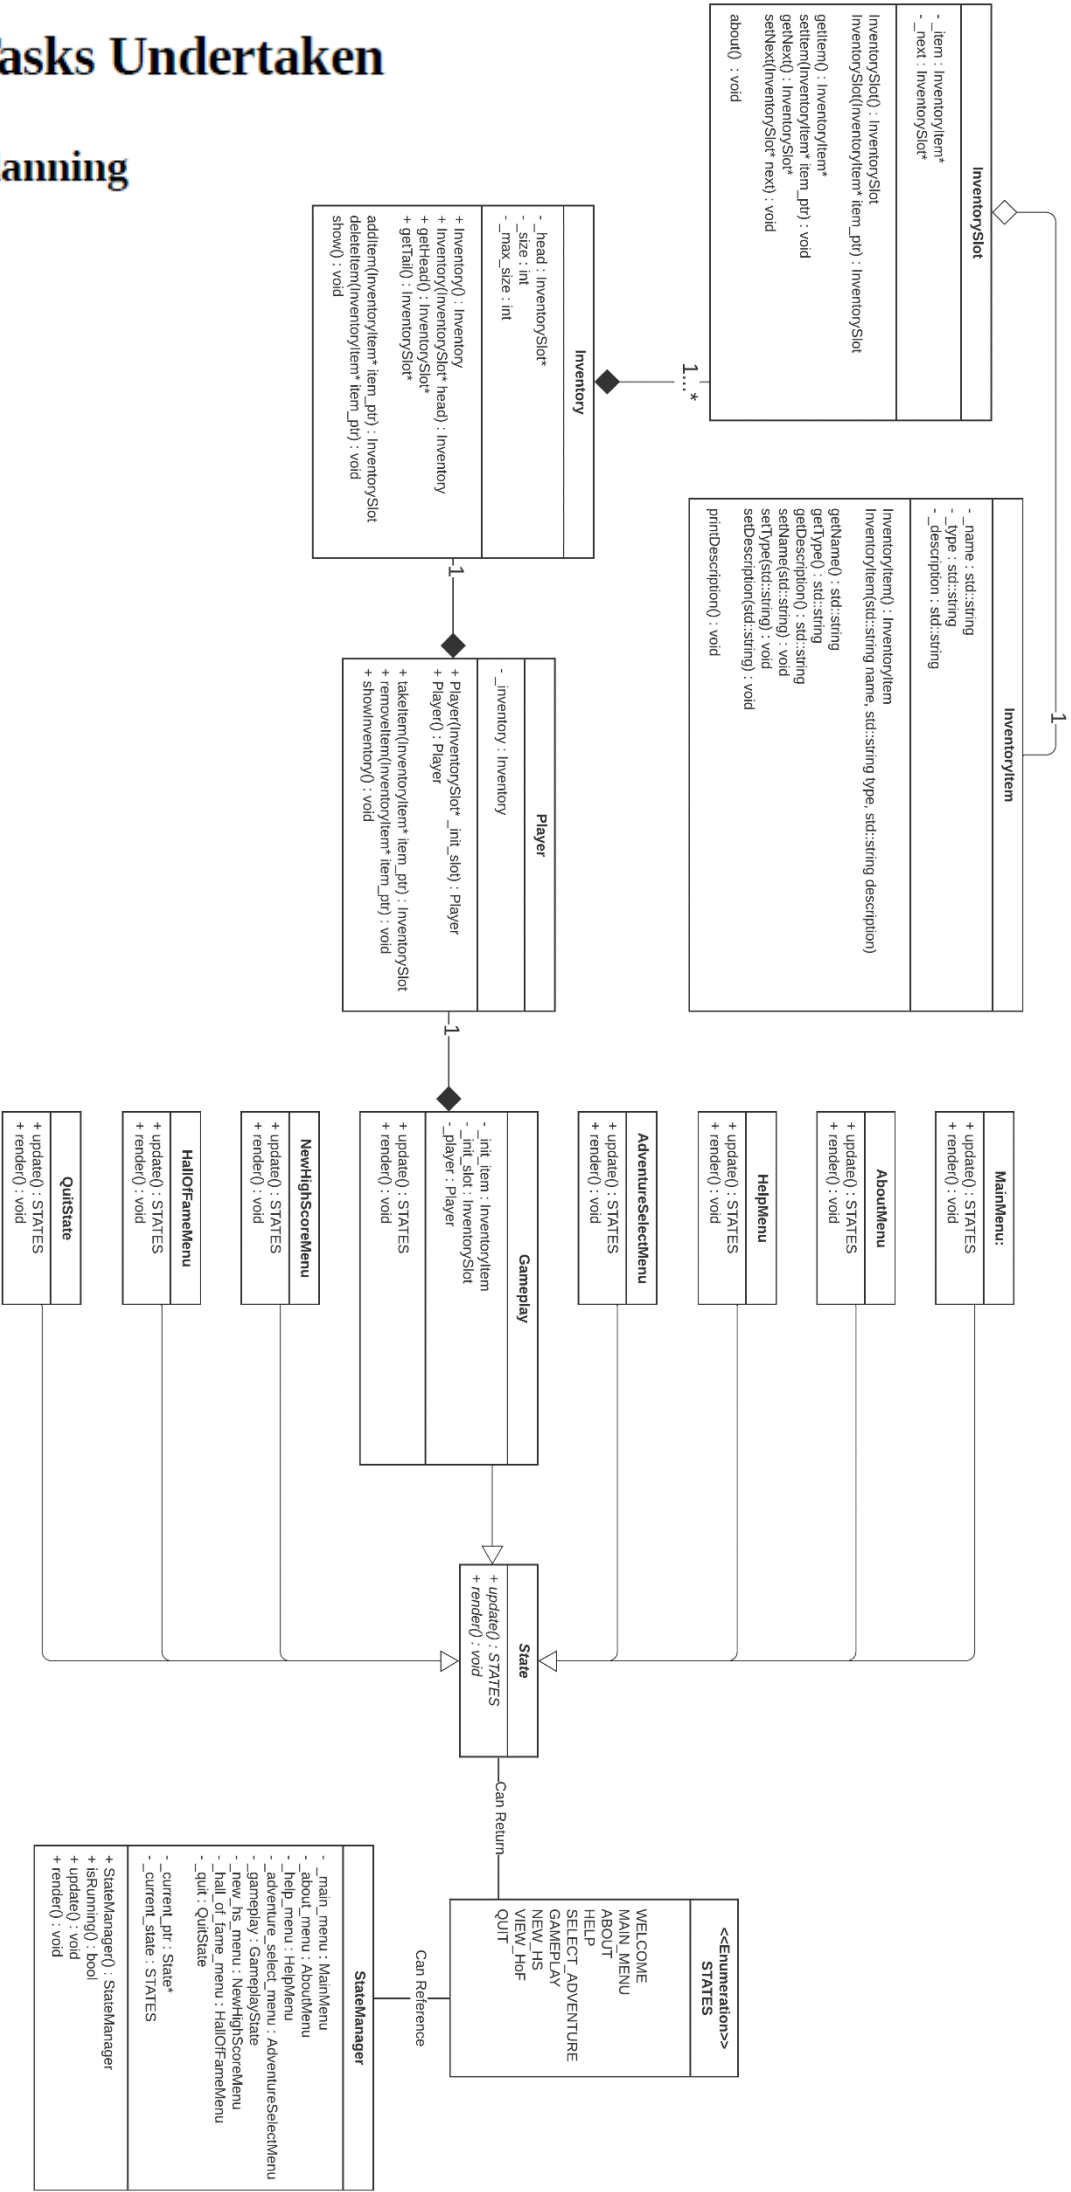 asks Undertaken
lanning
InventorySlot
- _item : InventoryItem*
- _next : InventorySlot*
InventorySlot() : InventorySlot
InventorySlot(InventoryItem* item_ptr) : InventorySlot
getItem() : InventoryItem*
setItem(InventoryItem* item_ptr) : void
getNext() : InventorySlot*
setNext(InventorySlot* next) : void
about() : void
1
1...*
InventoryItem
- _name : std::string
- _type : std::string
- _description : std::string
InventoryItem() : InventoryItem
InventoryItem(std::string name, std::string type, std::string description)
getName() : std::string
getType() : std::string
getDescription() : std::string
setName(std::string) : void
setType(std::string) : void
setDescription(std::string) : void
printDescription() : void
Inventory
- _head : InventorySlot*
- _size : int
- _max_size : int
+ Inventory() : Inventory
+ Inventory(InventorySlot* head) : Inventory
+ getHead() : InventorySlot*
+ getTail() : InventorySlot*
addItem(InventoryItem* item_ptr) : InventorySlot
deleteItem(InventoryItem* item_ptr) : void
show() : void
1
Player
- _inventory : Inventory
+ Player(InventorySlot* _init_slot) : Player
+ Player() : Player
+ takeItem(InventoryItem* item_ptr) : InventorySlot
+ removeItem(InventoryItem* item_ptr) : void
+ showInventory() : void
1
MainMenu:
+ update() : STATES
+ render() : void
AboutMenu
+ update() : STATES
+ render() : void
HelpMenu
+ update() : STATES
+ render() : void
AdventureSelectMenu
+ update() : STATES
+ render() : void
Gameplay
- _init_item : InventoryItem
- _init_slot : InventorySlot
- _player : Player
+ update() : STATES
+ render() : void
NewHighScoreMenu
+ update() : STATES
+ render() : void
HallOfFameMenu
+ update() : STATES
+ render() : void
QuitState
+ update() : STATES
+ render() : void
State
+ update() : STATES
+ render() : void
Can Return
<<Enumeration>>
STATES
WELCOME
MAIN_MENU
ABOUT
HELP
SELECT_ADVENTURE
GAMEPLAY
NEW_HS
VIEW_HoF
QUIT
Can Reference
StateManager
- _main_menu : MainMenu
- _about_menu : AboutMenu
- _help_menu : HelpMenu
- _adventure_select_menu : AdventureSelectMenu
- _gameplay : GameplayState
- _new_hs_menu : NewHighScoreMenu
- _hall_of_fame_menu : HallOfFameMenu
- _quit : QuitState
- _current_ptr : State*
- _current_state : STATES
+ StateManager() : StateManager
+ isRunning() : bool
+ update() : void
+ render() : void